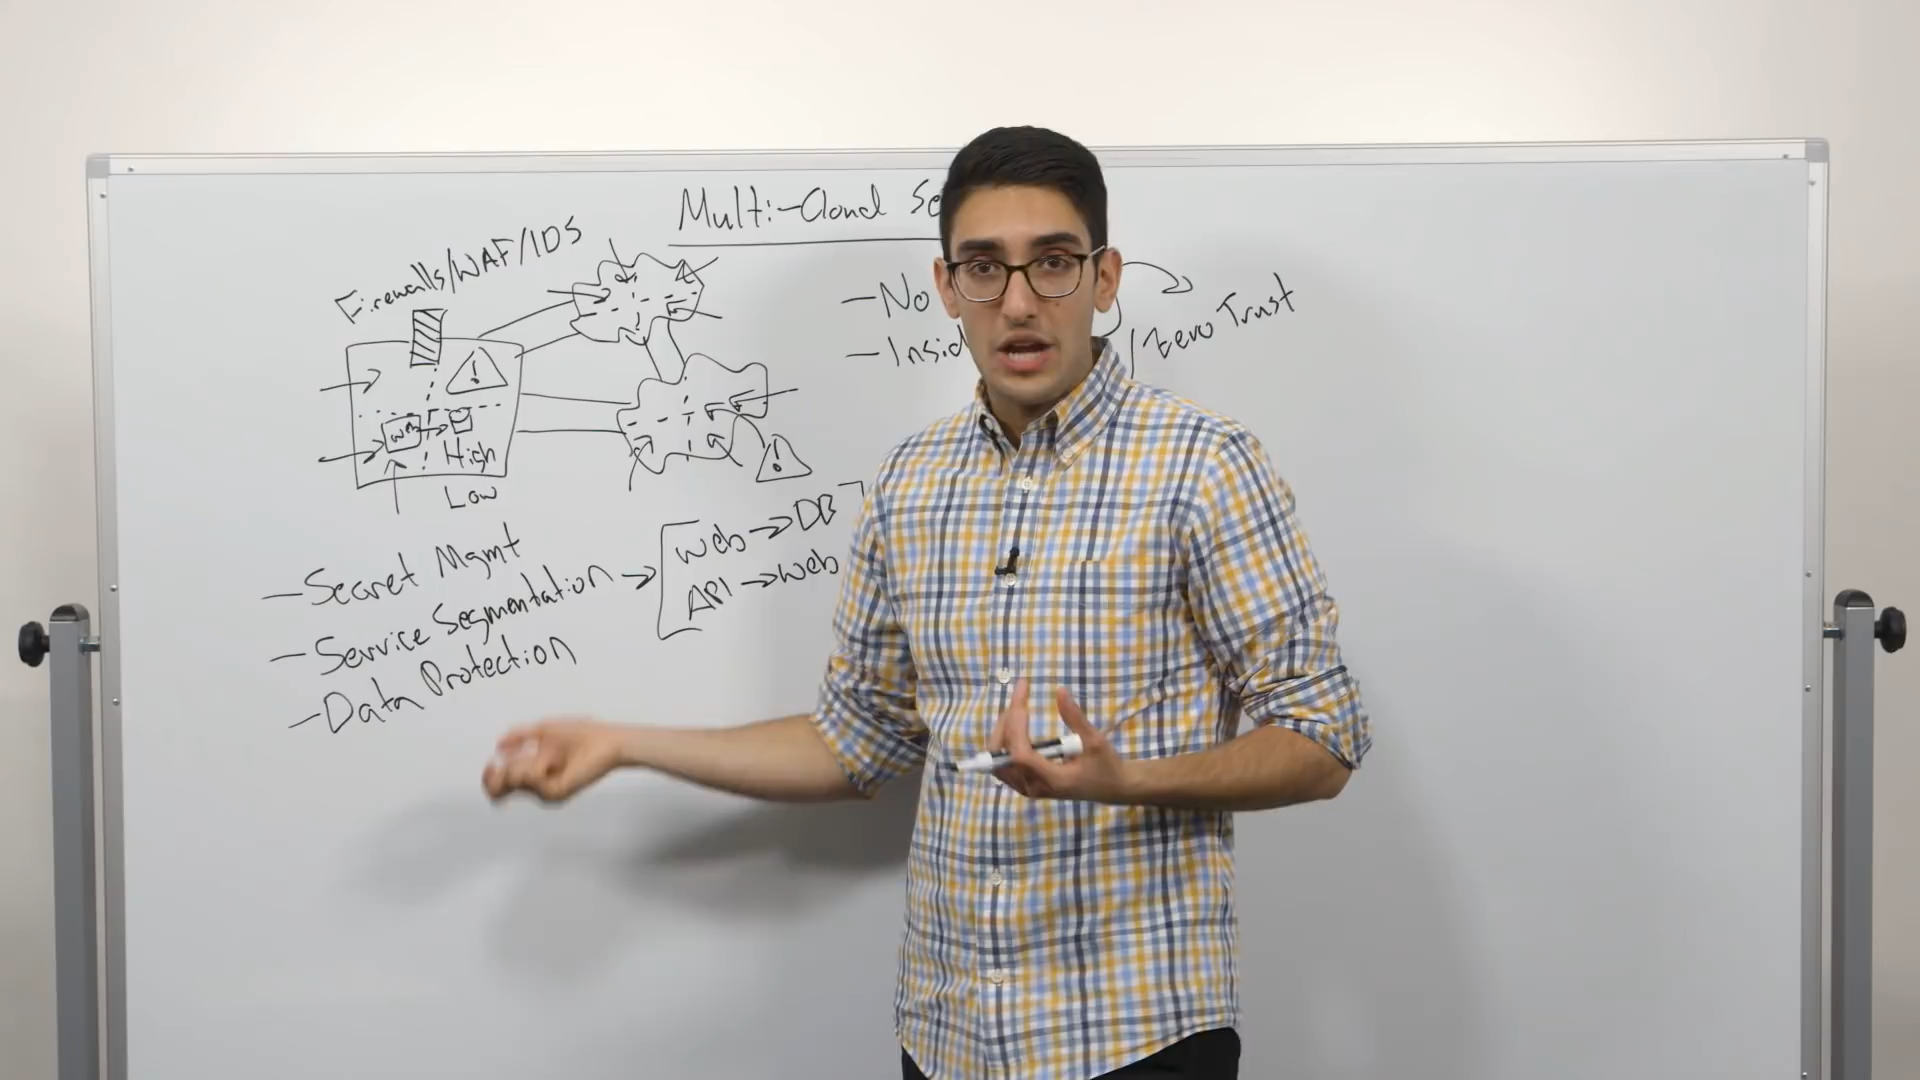 Multi-Cloud Se
Firewalls/WAF/IDS
- No
- Insid
Zero Trust
!
web
High
Low
!
- Secret Mgmt
- Service Segmentation →
- Data Protection
Web → DB
API → Web